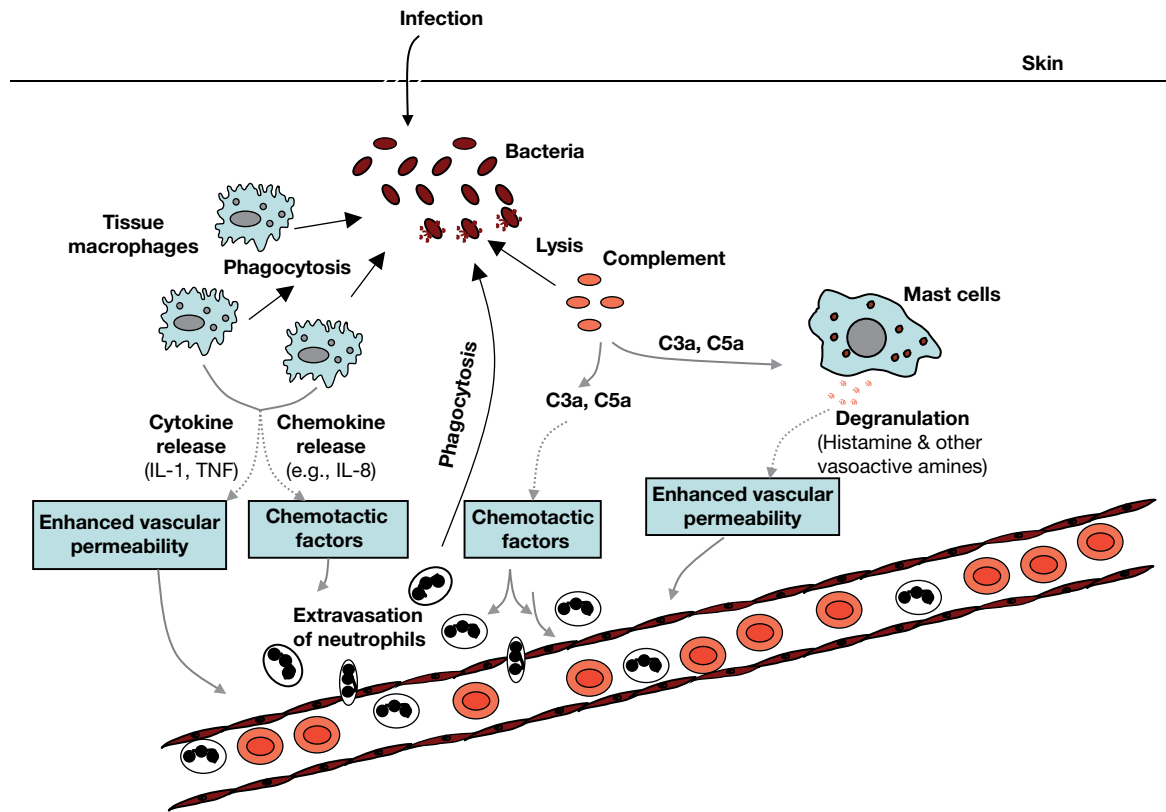 Infection
Skin
Bacteria
Tissue
macrophages
Phagocytosis
Lysis
Complement
Mast cells
C3a, C5a
C3a, C5a
Phagocytosis
Cytokine
release
(IL-1, TNF)
Chemokine
release
(e.g., IL-8)
Degranulation
(Histamine & other
vasoactive amines)
Enhanced vascular
permeability
Chemotactic
factors
Chemotactic
factors
Enhanced vascular
permeability
Extravasation
of neutrophils